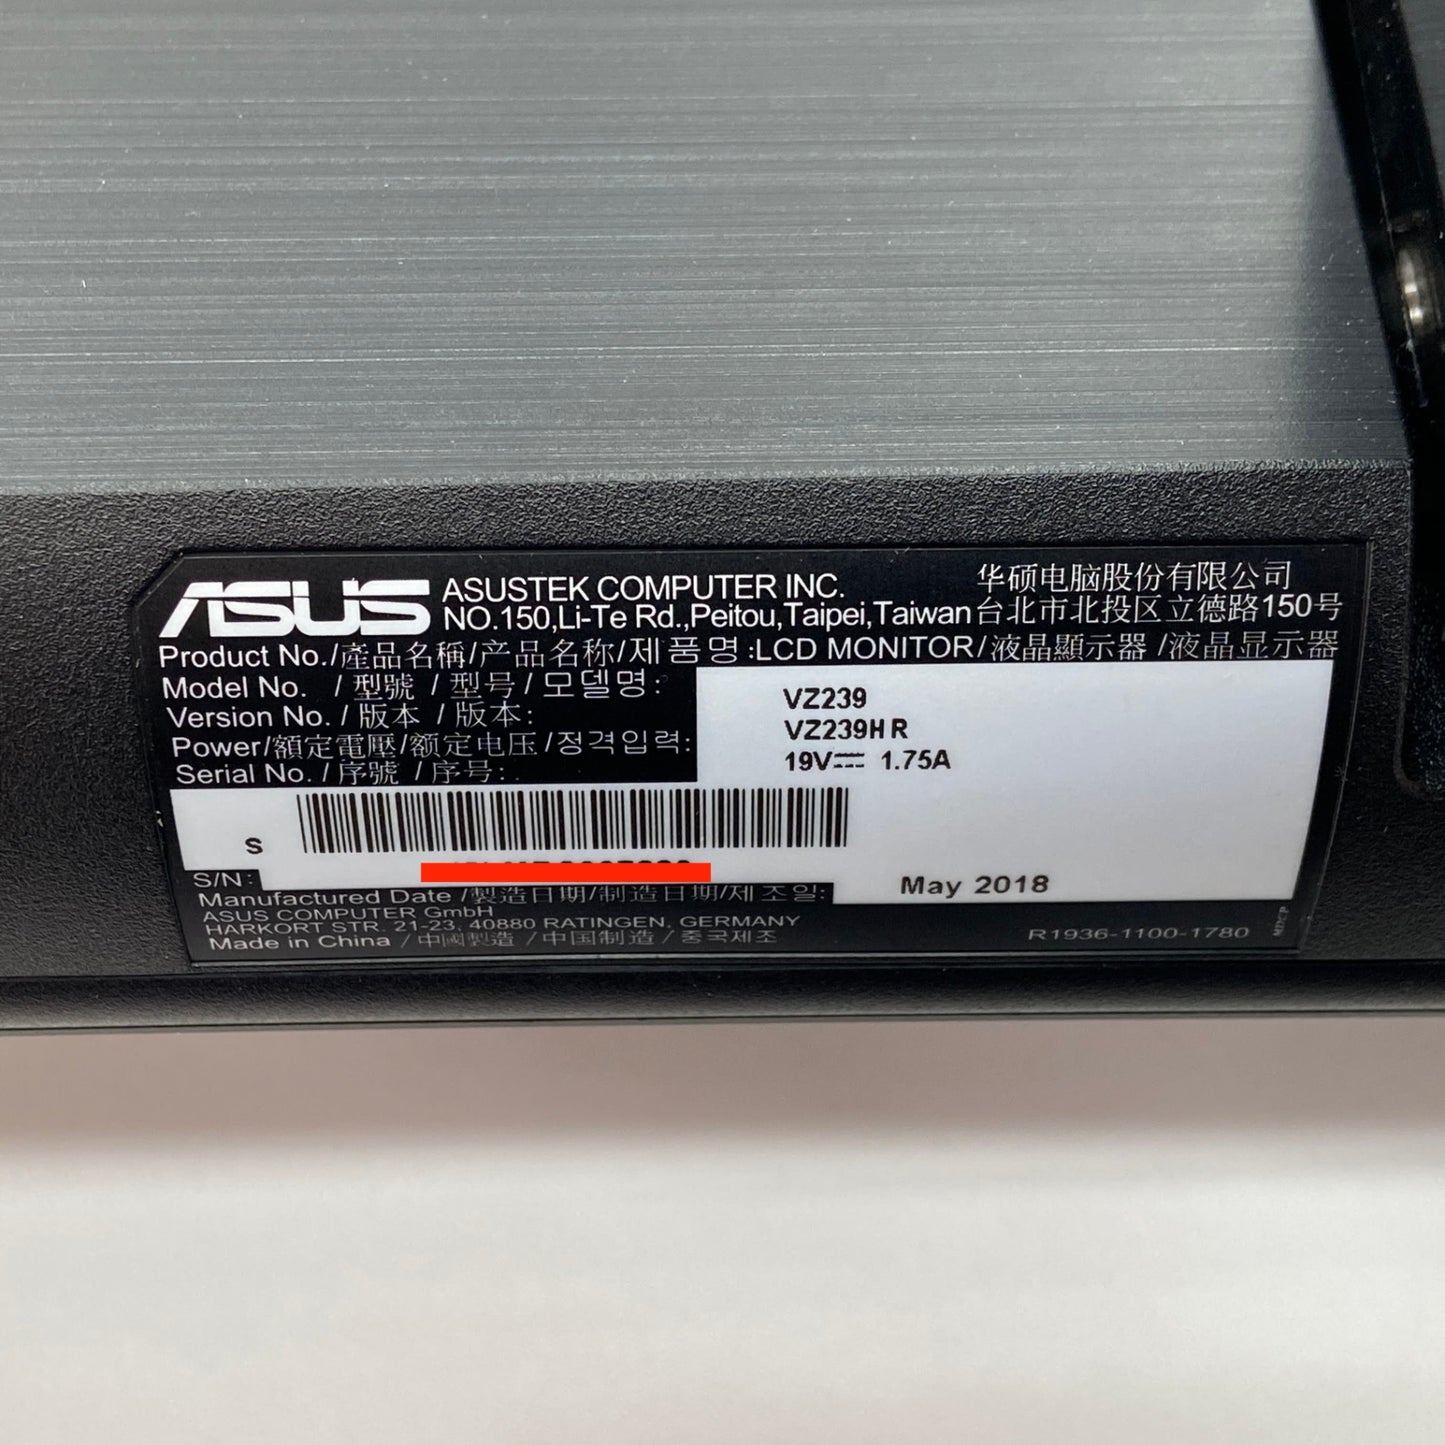 ASUS ASUSTEK COMPUTER INC. 华硕电脑股份有限公司
NO.150,Li-Te Rd.,Peitou,Taipei,Taiwan 台北市北投区立德路150号
Product No./產品名稱/产品名称/제품명:LCD MONITOR/液晶顯示器 /液晶显示器
Model No. / 型號 / 型号 / 모델명: VZ239
Version No. / 版本 / 版本: VZ239HR
Power/額定電壓/额定电压/정격입력: 19V⎓ 1.75A
Serial No. / 序號 / 序号:
S
S/N:
Manufactured Date /製造日期/制造日期/제조일: May 2018
ASUS COMPUTER GmbH
HARKORT STR. 21-23, 40880 RATINGEN, GERMANY
Made in China / 中國製造 / 中国制造 / 중국제조 R1936-1100-1780